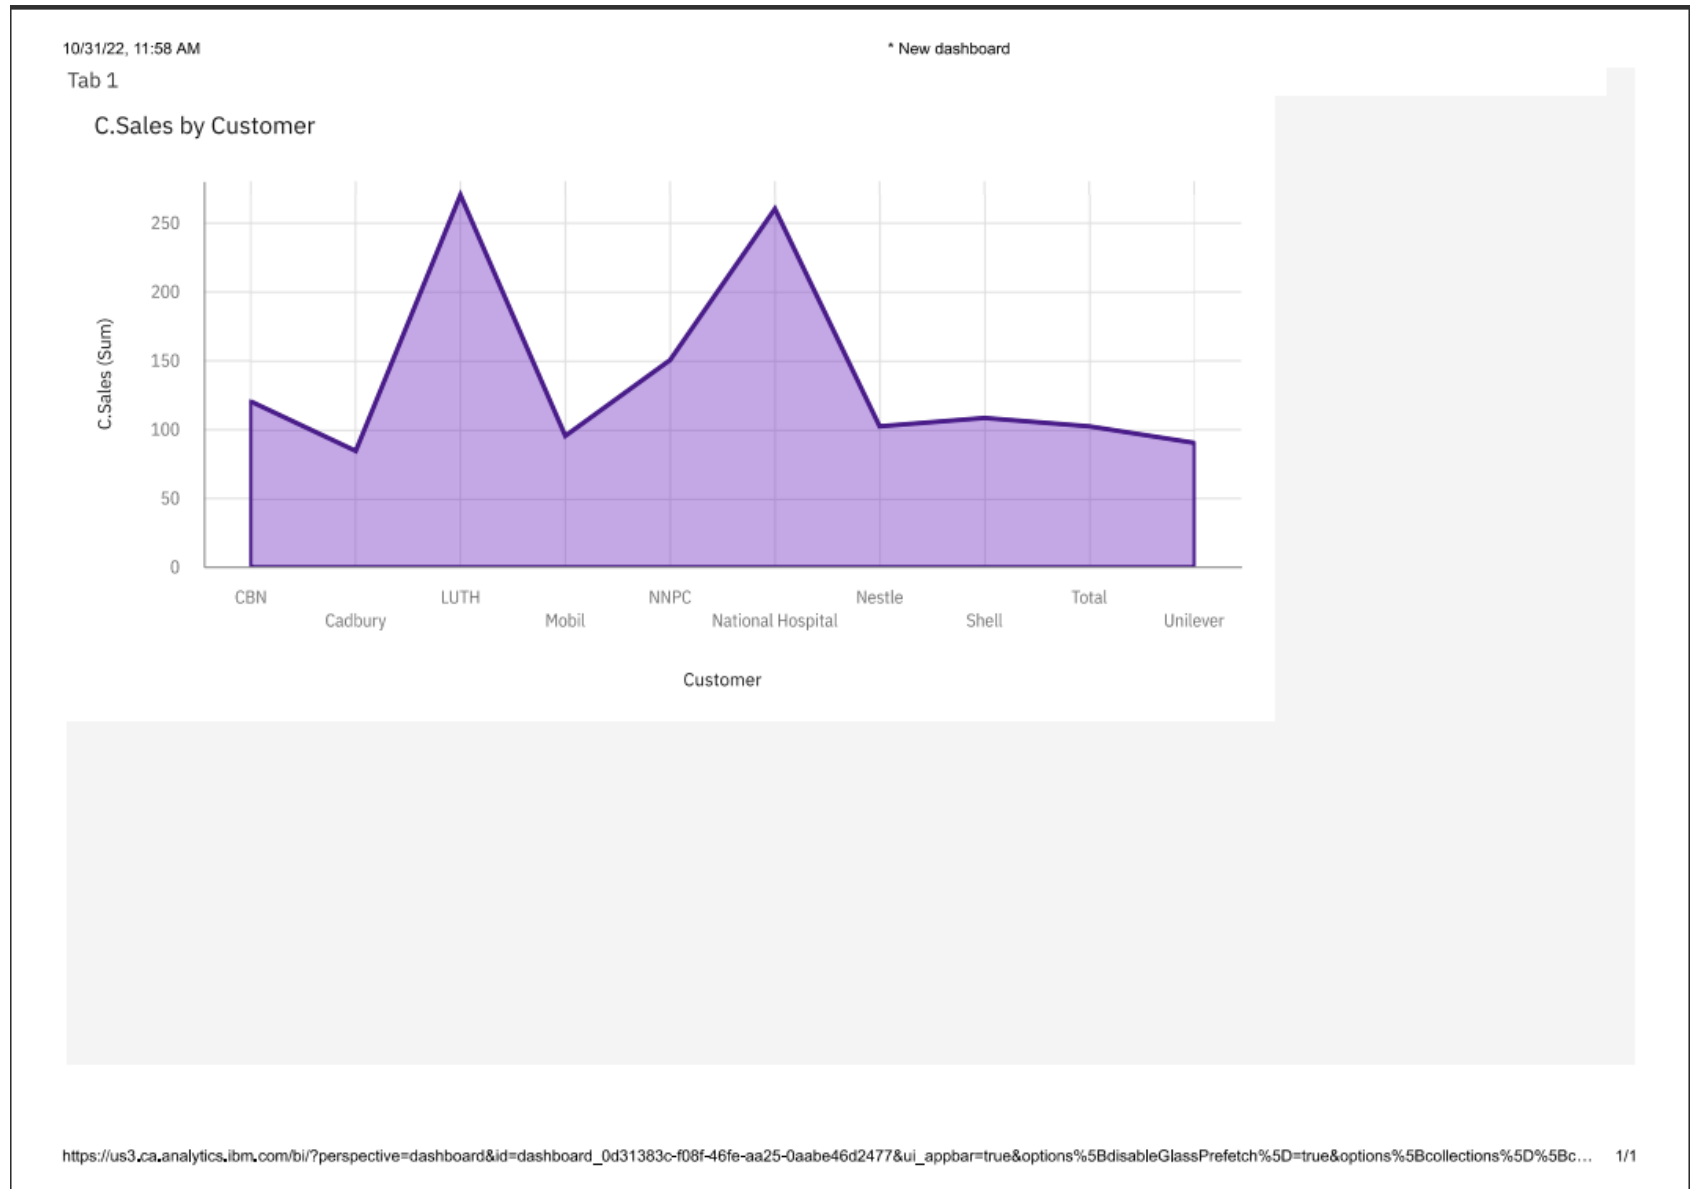 10/31/22, 11:58 AM
* New dashboard
Tab 1
C.Sales by Customer
C.Sales (Sum)
250
200
150
100
50
0
CBN
Cadbury
LUTH
Mobil
NNPC
National Hospital
Nestle
Shell
Total
Unilever
Customer
https://us3.ca.analytics.ibm.com/bi/?perspective=dashboard&id=dashboard_0d31383c-f08f-46fe-aa25-0aabe46d2477&ui_appbar=true&options%5BdisableGlassPrefetch%5D=true&options%5Bcollections%5D%5Bc… 1/1